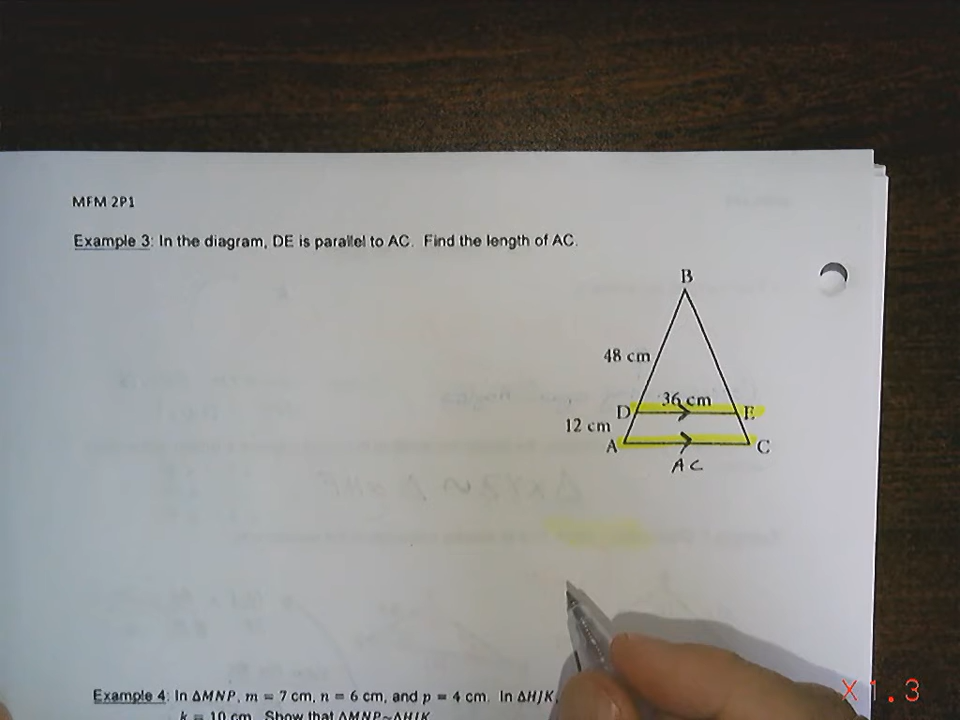 MFM 2P1
Example 3: In the diagram, DE is parallel to AC. Find the length of AC.
B
48 cm
36 cm
D
E
12 cm
A
C
AC
Example 4: In ΔMNP, m = 7 cm, n = 6 cm, and p = 4 cm. In ΔHJK,
k = 10 cm. Show that ΔMNP~ΔHJK
X1.3